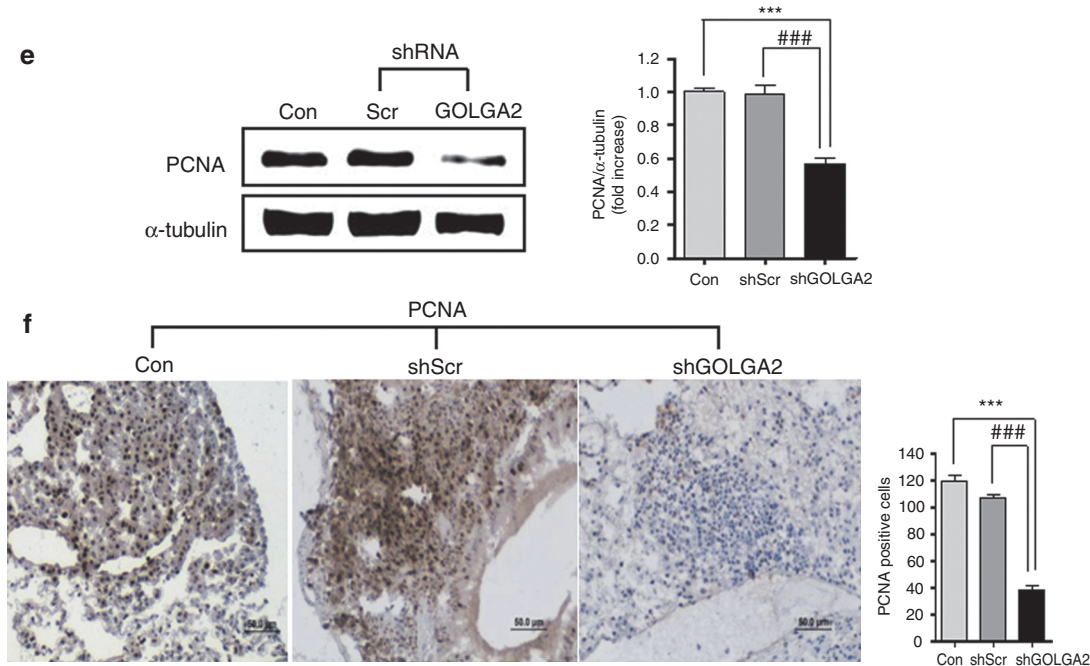 e
shRNA
Con Scr GOLGA2
PCNA
α-tubulin
***
###
1.2
1.0
0.8
0.6
0.4
0.2
0.0
PCNA/α-tubulin
(fold increase)
Con shScr shGOLGA2
f
PCNA
Con shScr shGOLGA2
50.0 µm
50.0 µm
50.0 µm
***
###
140
120
100
80
60
40
20
0
PCNA positive cells
Con shScr shGOLGA2